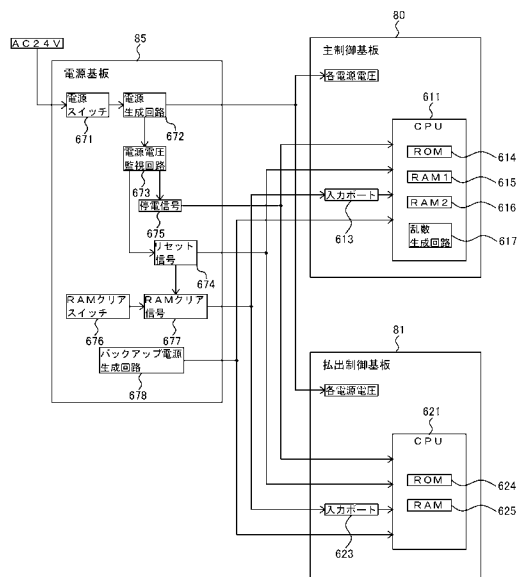 AC24V
85
電源基板
電源
スイッチ
671
電源
生成回路
672
電源電圧
監視回路
673
停電信号
675
リセット
信号
674
RAMクリア
スイッチ
676
RAMクリア
信号
677
バックアップ電源
生成回路
678
80
主制御基板
各電源電圧
611
CPU
ROM
614
RAM1
615
RAM2
616
乱数
生成回路
617
入力ポート
613
81
払出制御基板
各電源電圧
621
CPU
ROM
624
RAM
625
入力ポート
623